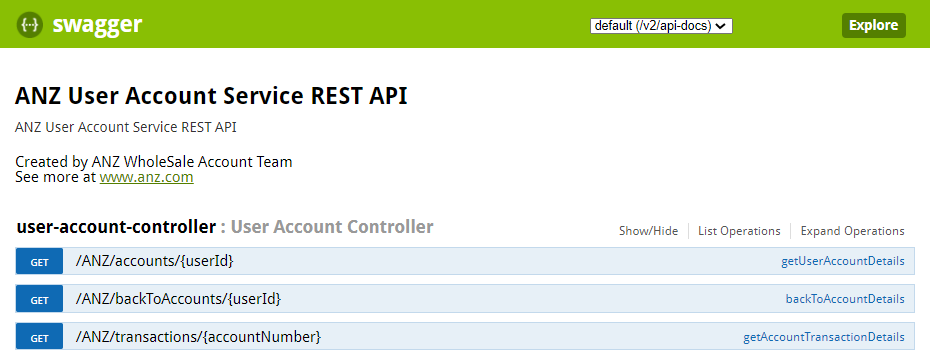 {···} swagger default (/v2/api-docs) Explore
ANZ User Account Service REST API
ANZ User Account Service REST API
Created by ANZ WholeSale Account Team
See more at www.anz.com
user-account-controller : User Account Controller Show/Hide List Operations Expand Operations
GET /ANZ/accounts/{userId} getUserAccountDetails
GET /ANZ/backToAccounts/{userId} backToAccountDetails
GET /ANZ/transactions/{accountNumber} getAccountTransactionDetails